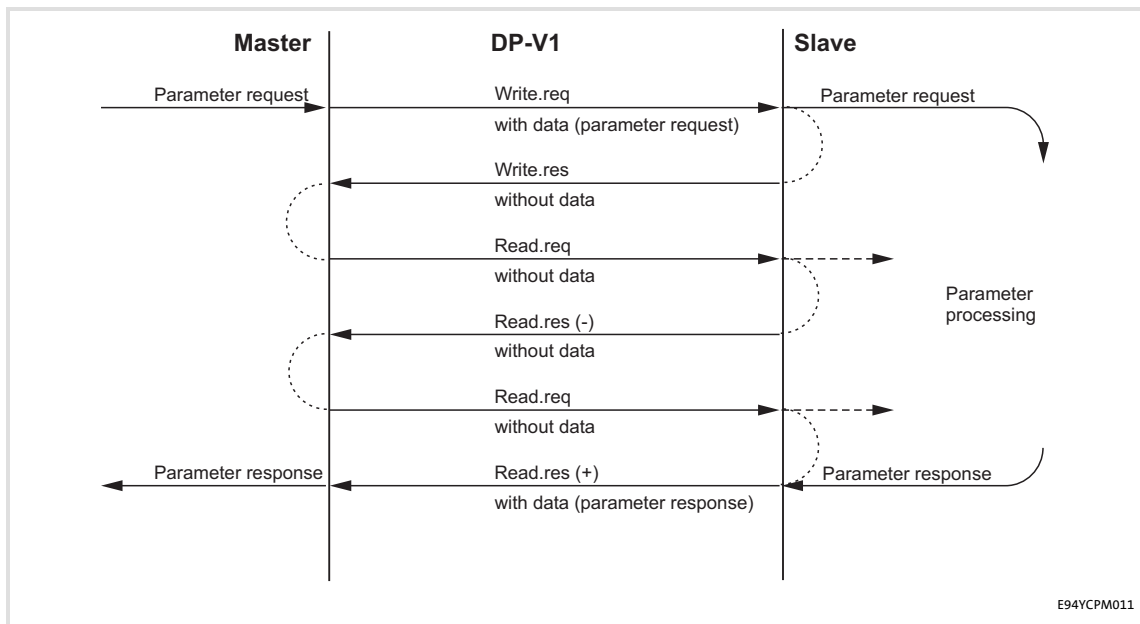 Master DP-V1 Slave
Parameter request Write.req Parameter request
with data (parameter request)
Write.res
without data
Read.req
without data
Parameter
processing
Read.res (-)
without data
Read.req
without data
Parameter response Read.res (+) Parameter response
with data (parameter response)
E94YCPM011